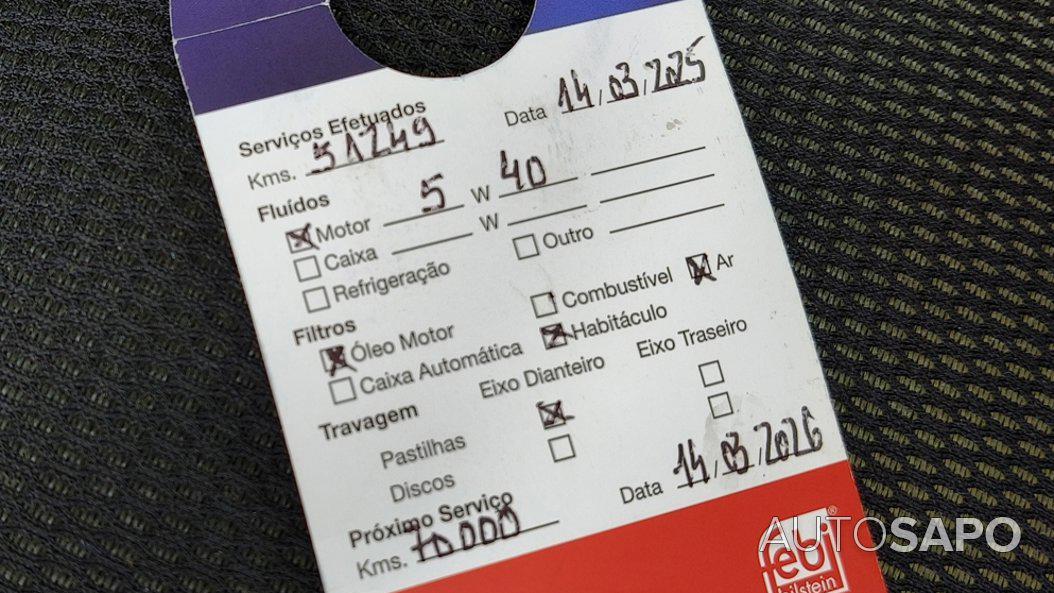 Serviços Efetuados
Kms. 51249 Data 14/03/2025
Fluídos
Motor 5 W 40
Caixa W
Refrigeração Outro
Filtros
Óleo Motor Combustível Ar
Caixa Automática Habitáculo
Travagem Eixo Dianteiro Eixo Traseiro
Pastilhas
Discos
Próximo Serviço
Kms. 70000 Data 14/03/2026
AUTOSAPO
feBi®
bilstein